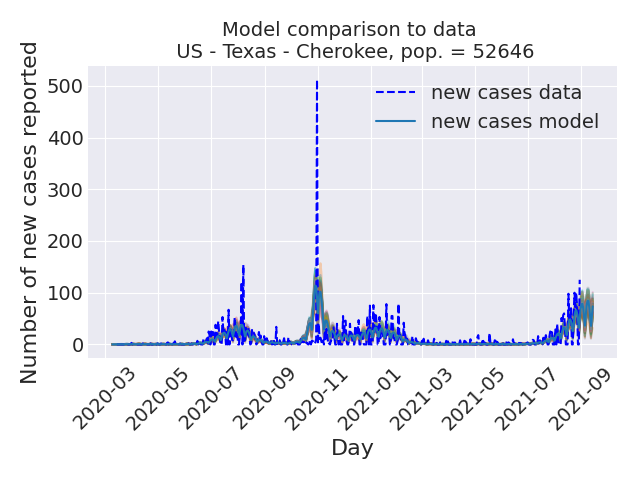 Model comparison to data
US - Texas - Cherokee, pop. = 52646
Number of new cases reported
500
400
300
200
100
0
new cases data
new cases model
2020-03
2020-05
2020-07
2020-09
2020-11
2021-01
2021-03
2021-05
2021-07
2021-09
Day